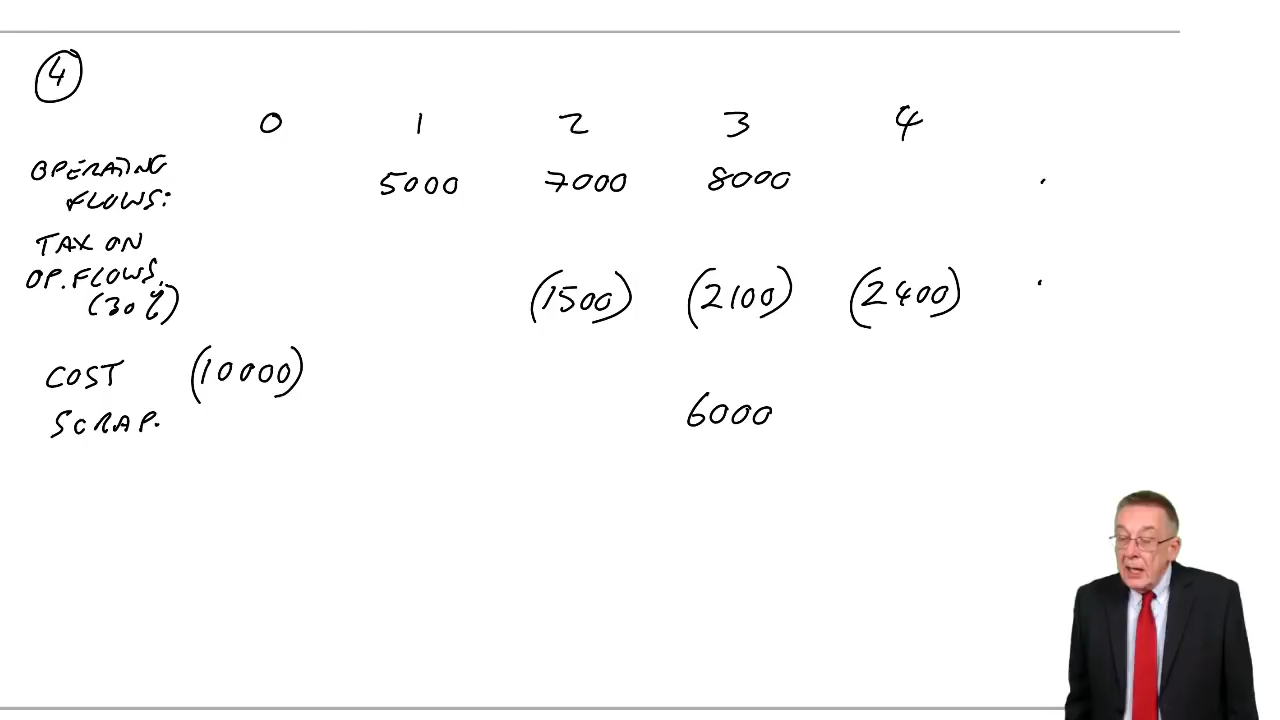 4
0 1 2 3 4
OPERATING
FLOWS: 5000 7000 8000
TAX ON
OP. FLOWS.
(30%) (1500) (2100) (2400)
COST (10000)
SCRAP. 6000